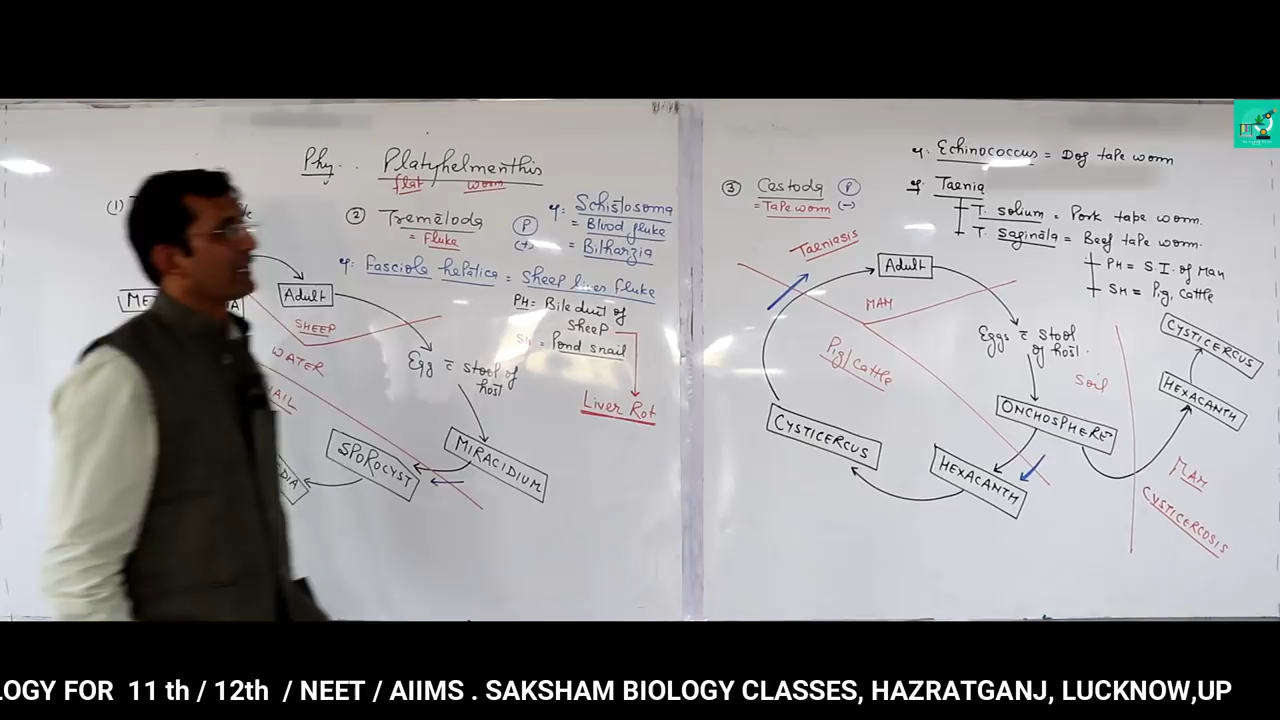 Phy. . Platyhelmenthis
flat worm
(1)
② Tremāloda
= Fluke
P
(+)
eg: Schistosoma
= Blood fluke
= Bilharzia
eg: Fasciola hepatica = Sheep liver fluke
PH = Bile duct of
Sheep
= Pond snail
Liver Rot
Adult
SHEEP
WATER
Egg c̄ stool of
host
MIRACIDIUM
SPOROCYST
③ Cestoda
= Tape worm
P
(-)
eg. Echinococcus = Dog tape worm
eg. Taenia
T. solium = Pork tape worm.
T. saginata = Beef tape worm.
PH = S.I. of Man
SH = Pig, Cattle
Taeniasis
Adult
MAN
Pig/Cattle
Eggs c̄ stool
of host.
Soil
ONCHOSPHERE
HEXACANTH
CYSTICERCUS
CYSTICERCUS
HEXACANTH
MAN
CYSTICERCOSIS
LOGY FOR 11 th / 12th / NEET / AIIMS . SAKSHAM BIOLOGY CLASSES, HAZRATGANJ, LUCKNOW,UP